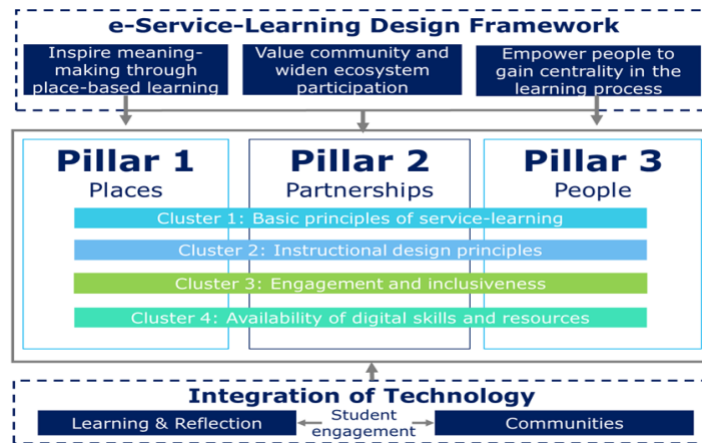 e-Service-Learning Design Framework
Inspire meaning-
making through
place-based learning
Value community and
widen ecosystem
participation
Empower people to
gain centrality in the
learning process
Pillar 1
Places
Pillar 2
Partnerships
Pillar 3
People
Cluster 1: Basic principles of service-learning
Cluster 2: Instructional design principles
Cluster 3: Engagement and inclusiveness
Cluster 4: Availability of digital skills and resources
Integration of Technology
Learning & Reflection
Student
engagement
Communities